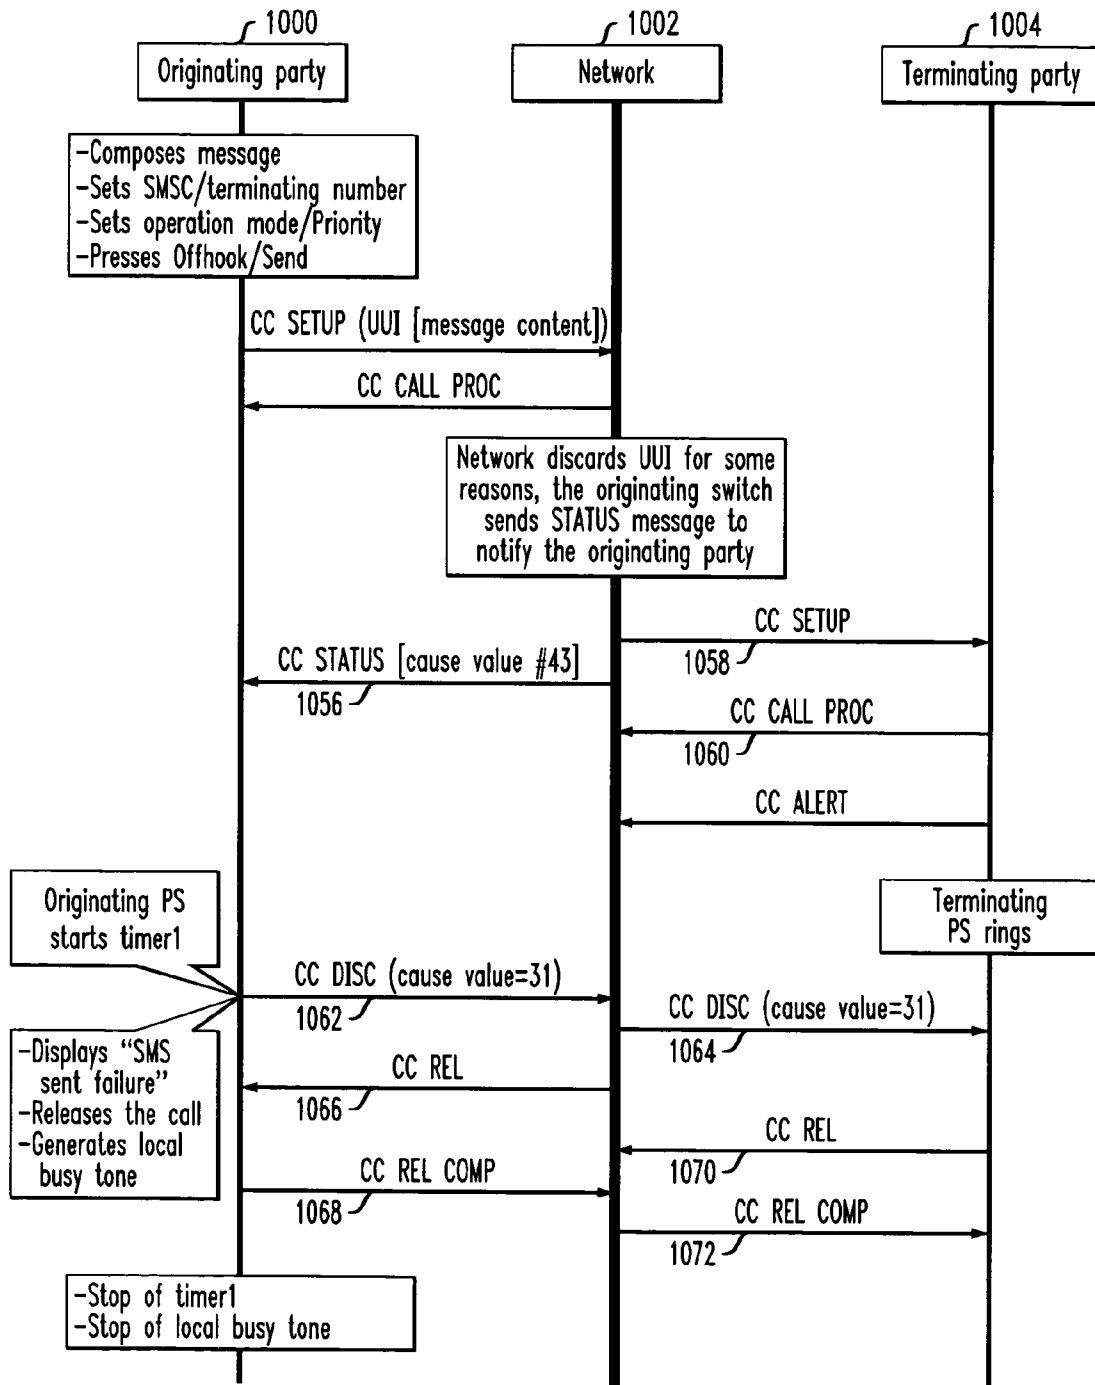 1000
1002
1004
Originating party
Network
Terminating party
-Composes message
-Sets SMSC/terminating number
-Sets operation mode/Priority
-Presses Offhook/Send
CC SETUP (UUI [message content])
CC CALL PROC
Network discards UUI for some
reasons, the originating switch
sends STATUS message to
notify the originating party
CC SETUP
1058
CC STATUS [cause value #43]
1056
CC CALL PROC
1060
CC ALERT
Originating PS
starts timer1
Terminating
PS rings
CC DISC (cause value=31)
1062
CC DISC (cause value=31)
1064
-Displays “SMS
sent failure”
-Releases the call
-Generates local
busy tone
CC REL
1066
CC REL
1070
CC REL COMP
1068
CC REL COMP
1072
-Stop of timer1
-Stop of local busy tone